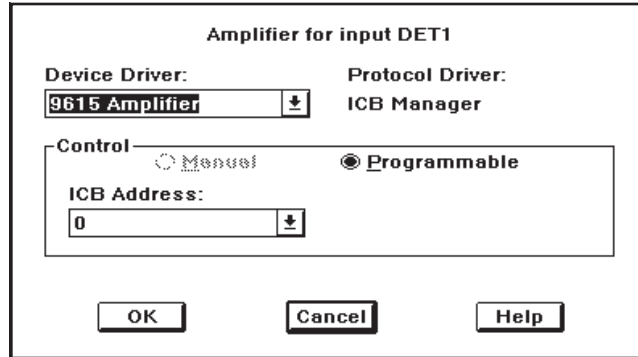 Amplifier for input DET1
Device Driver: Protocol Driver:
9615 Amplifier ICB Manager
Control
Manual Programmable
ICB Address:
0
OK Cancel Help